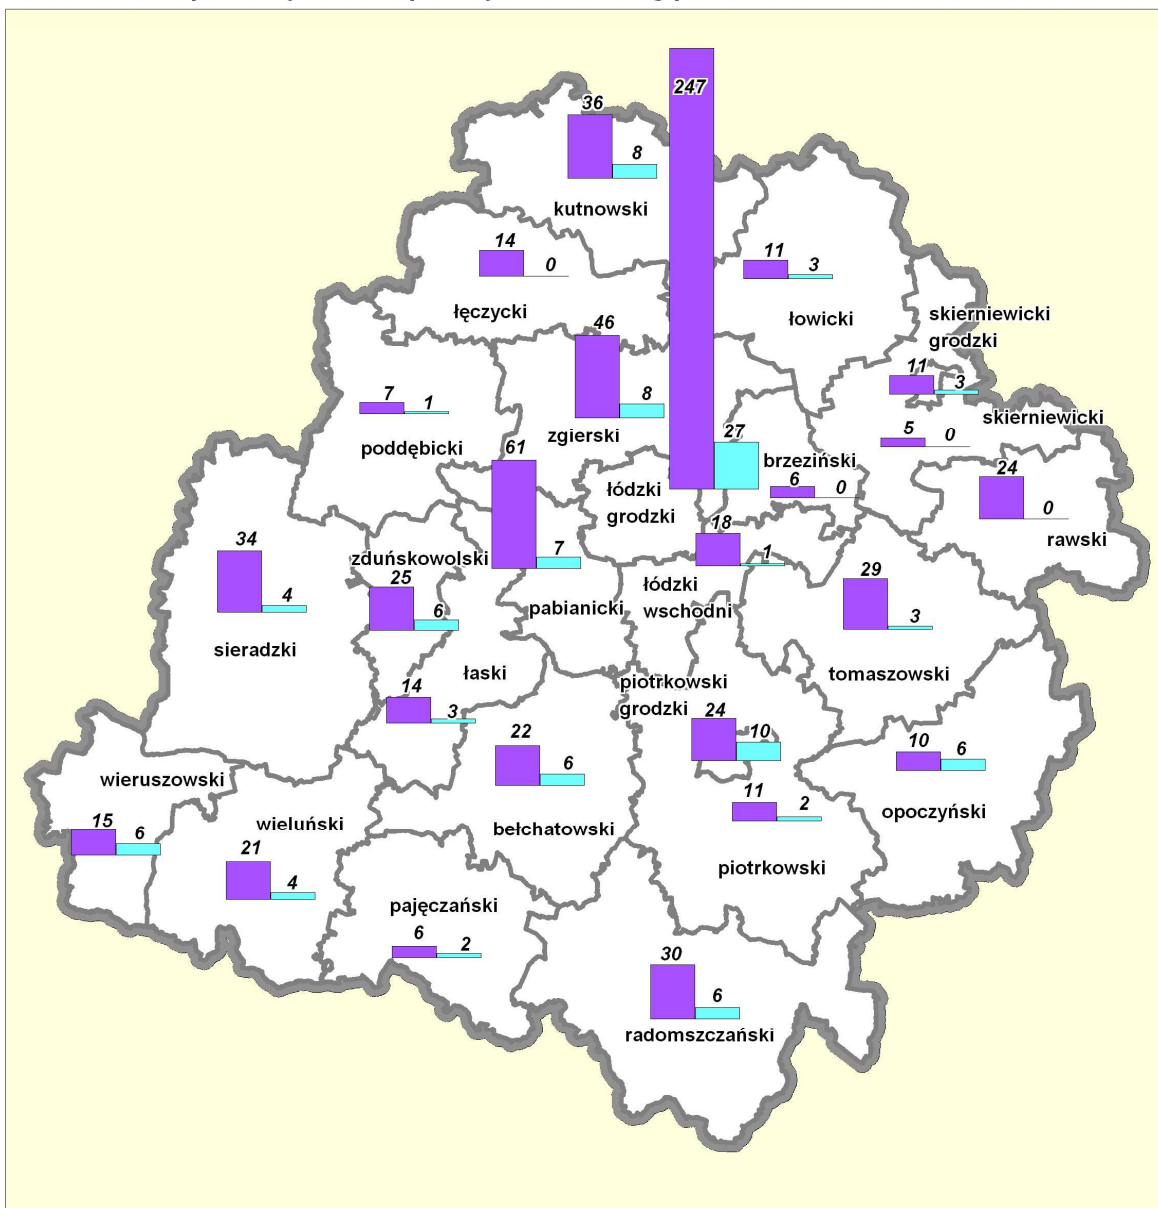 247
36
8
kutnowski
14
0
łęczycki
11
3
łowicki
skierniewicki
grodzki
11
3
skierniewicki
5
0
46
8
zgierski
7
1
poddębicki
61
7
pabianicki
27
łódzki
grodzki
brzeziński
6
0
24
0
rawski
18
1
łódzki
wschodni
34
4
sieradzki
zduńskowolski
25
6
29
3
tomaszowski
łaski
14
3
piotrkowski
grodzki
24
10
22
6
bełchatowski
10
6
opoczyński
11
2
piotrkowski
wieruszowski
15
6
wieluński
21
4
pajęczański
6
2
30
6
radomszczański